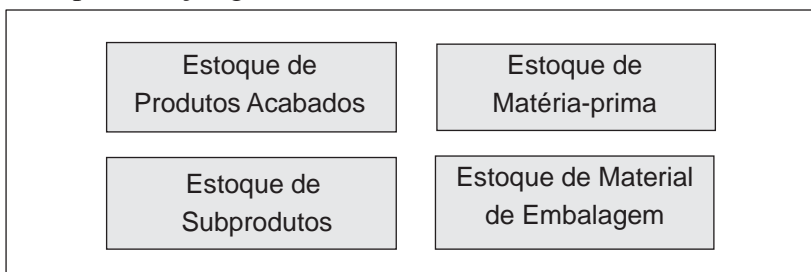 Estoque de
Produtos Acabados
Estoque de
Matéria-prima
Estoque de
Subprodutos
Estoque de Material
de Embalagem